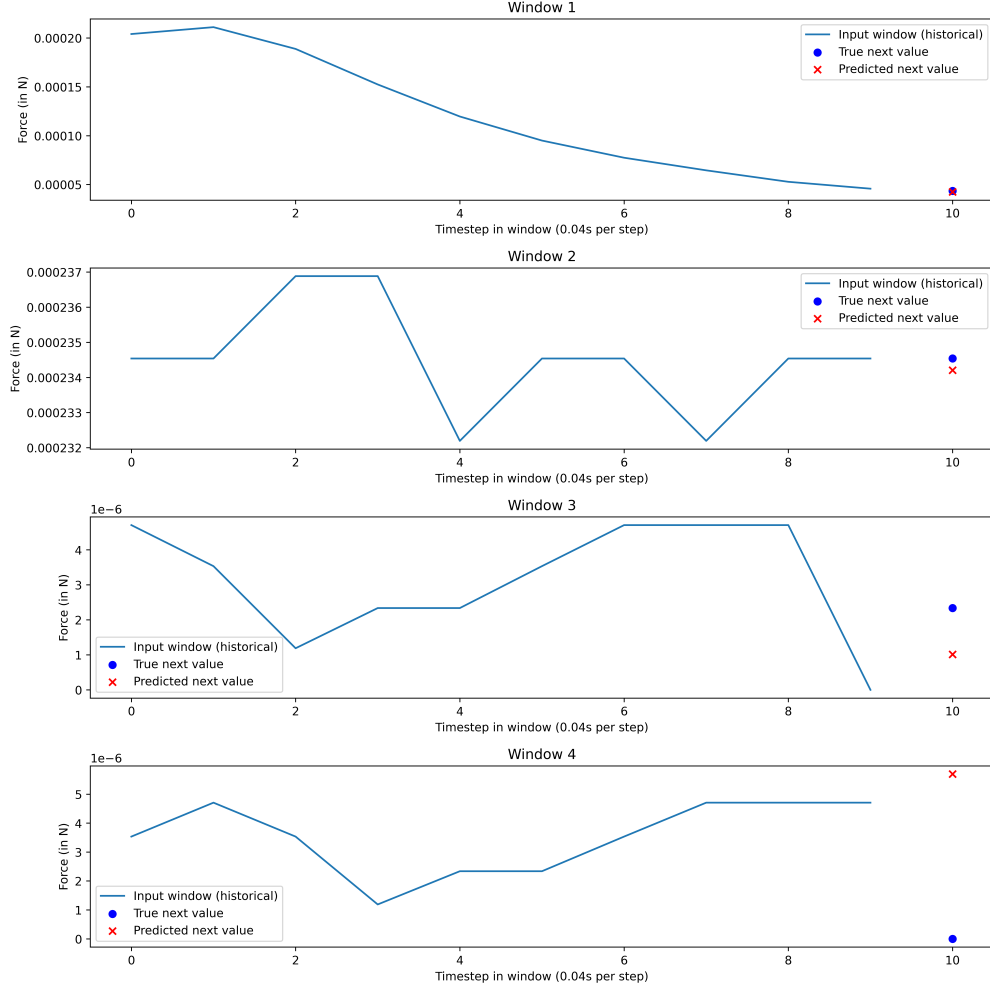 Window 1
Force (in N)
0.00020
0.00015
0.00010
0.00005
Input window (historical)
True next value
Predicted next value
0 2 4 6 8 10
Timestep in window (0.04s per step)
Window 2
Force (in N)
0.000237
0.000236
0.000235
0.000234
0.000233
0.000232
Input window (historical)
True next value
Predicted next value
0 2 4 6 8 10
Timestep in window (0.04s per step)
Window 3
1e−6
Force (in N)
4
3
2
1
0
Input window (historical)
True next value
Predicted next value
0 2 4 6 8 10
Timestep in window (0.04s per step)
Window 4
1e−6
Force (in N)
5
4
3
2
1
0
Input window (historical)
True next value
Predicted next value
0 2 4 6 8 10
Timestep in window (0.04s per step)